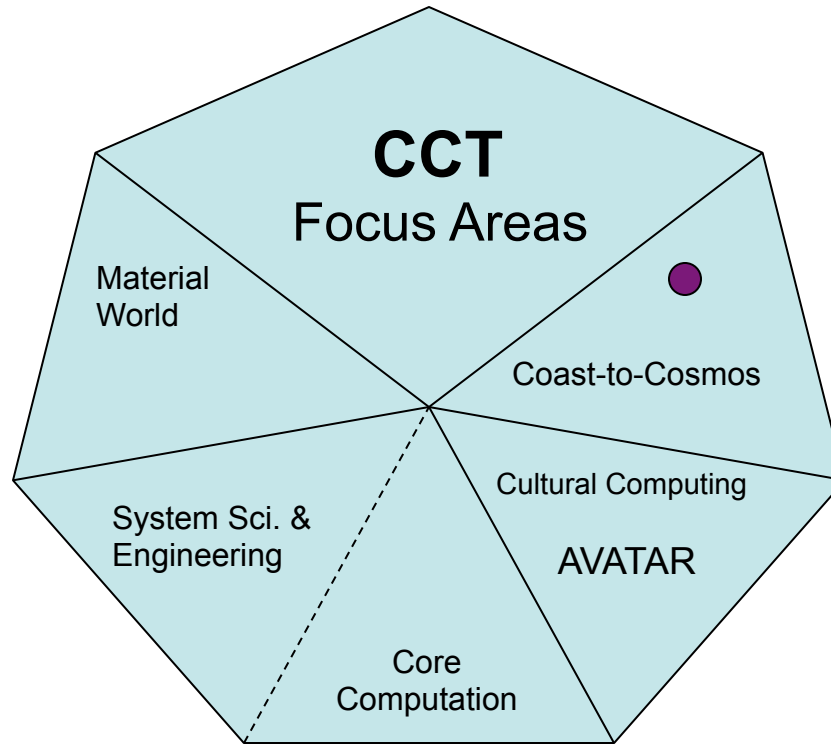 CCT
Focus Areas
Material
World
Coast-to-Cosmos
Cultural Computing
AVATAR
System Sci. &
Engineering
Core
Computation